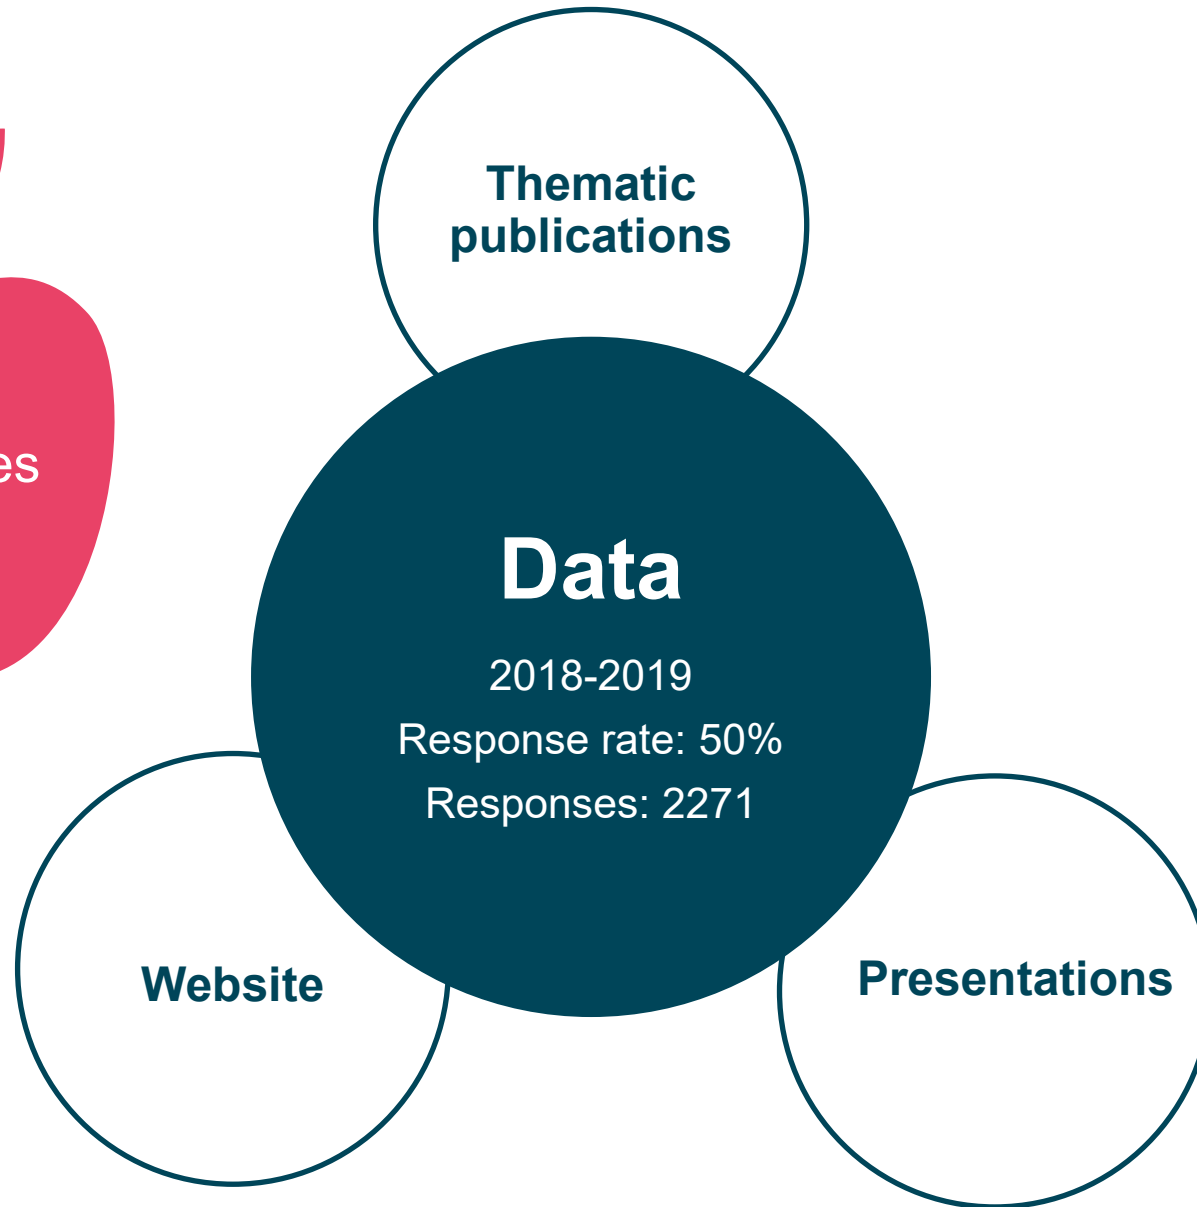 Thematic
publications
es
Data
2018-2019
Response rate: 50%
Responses: 2271
Website
Presentations